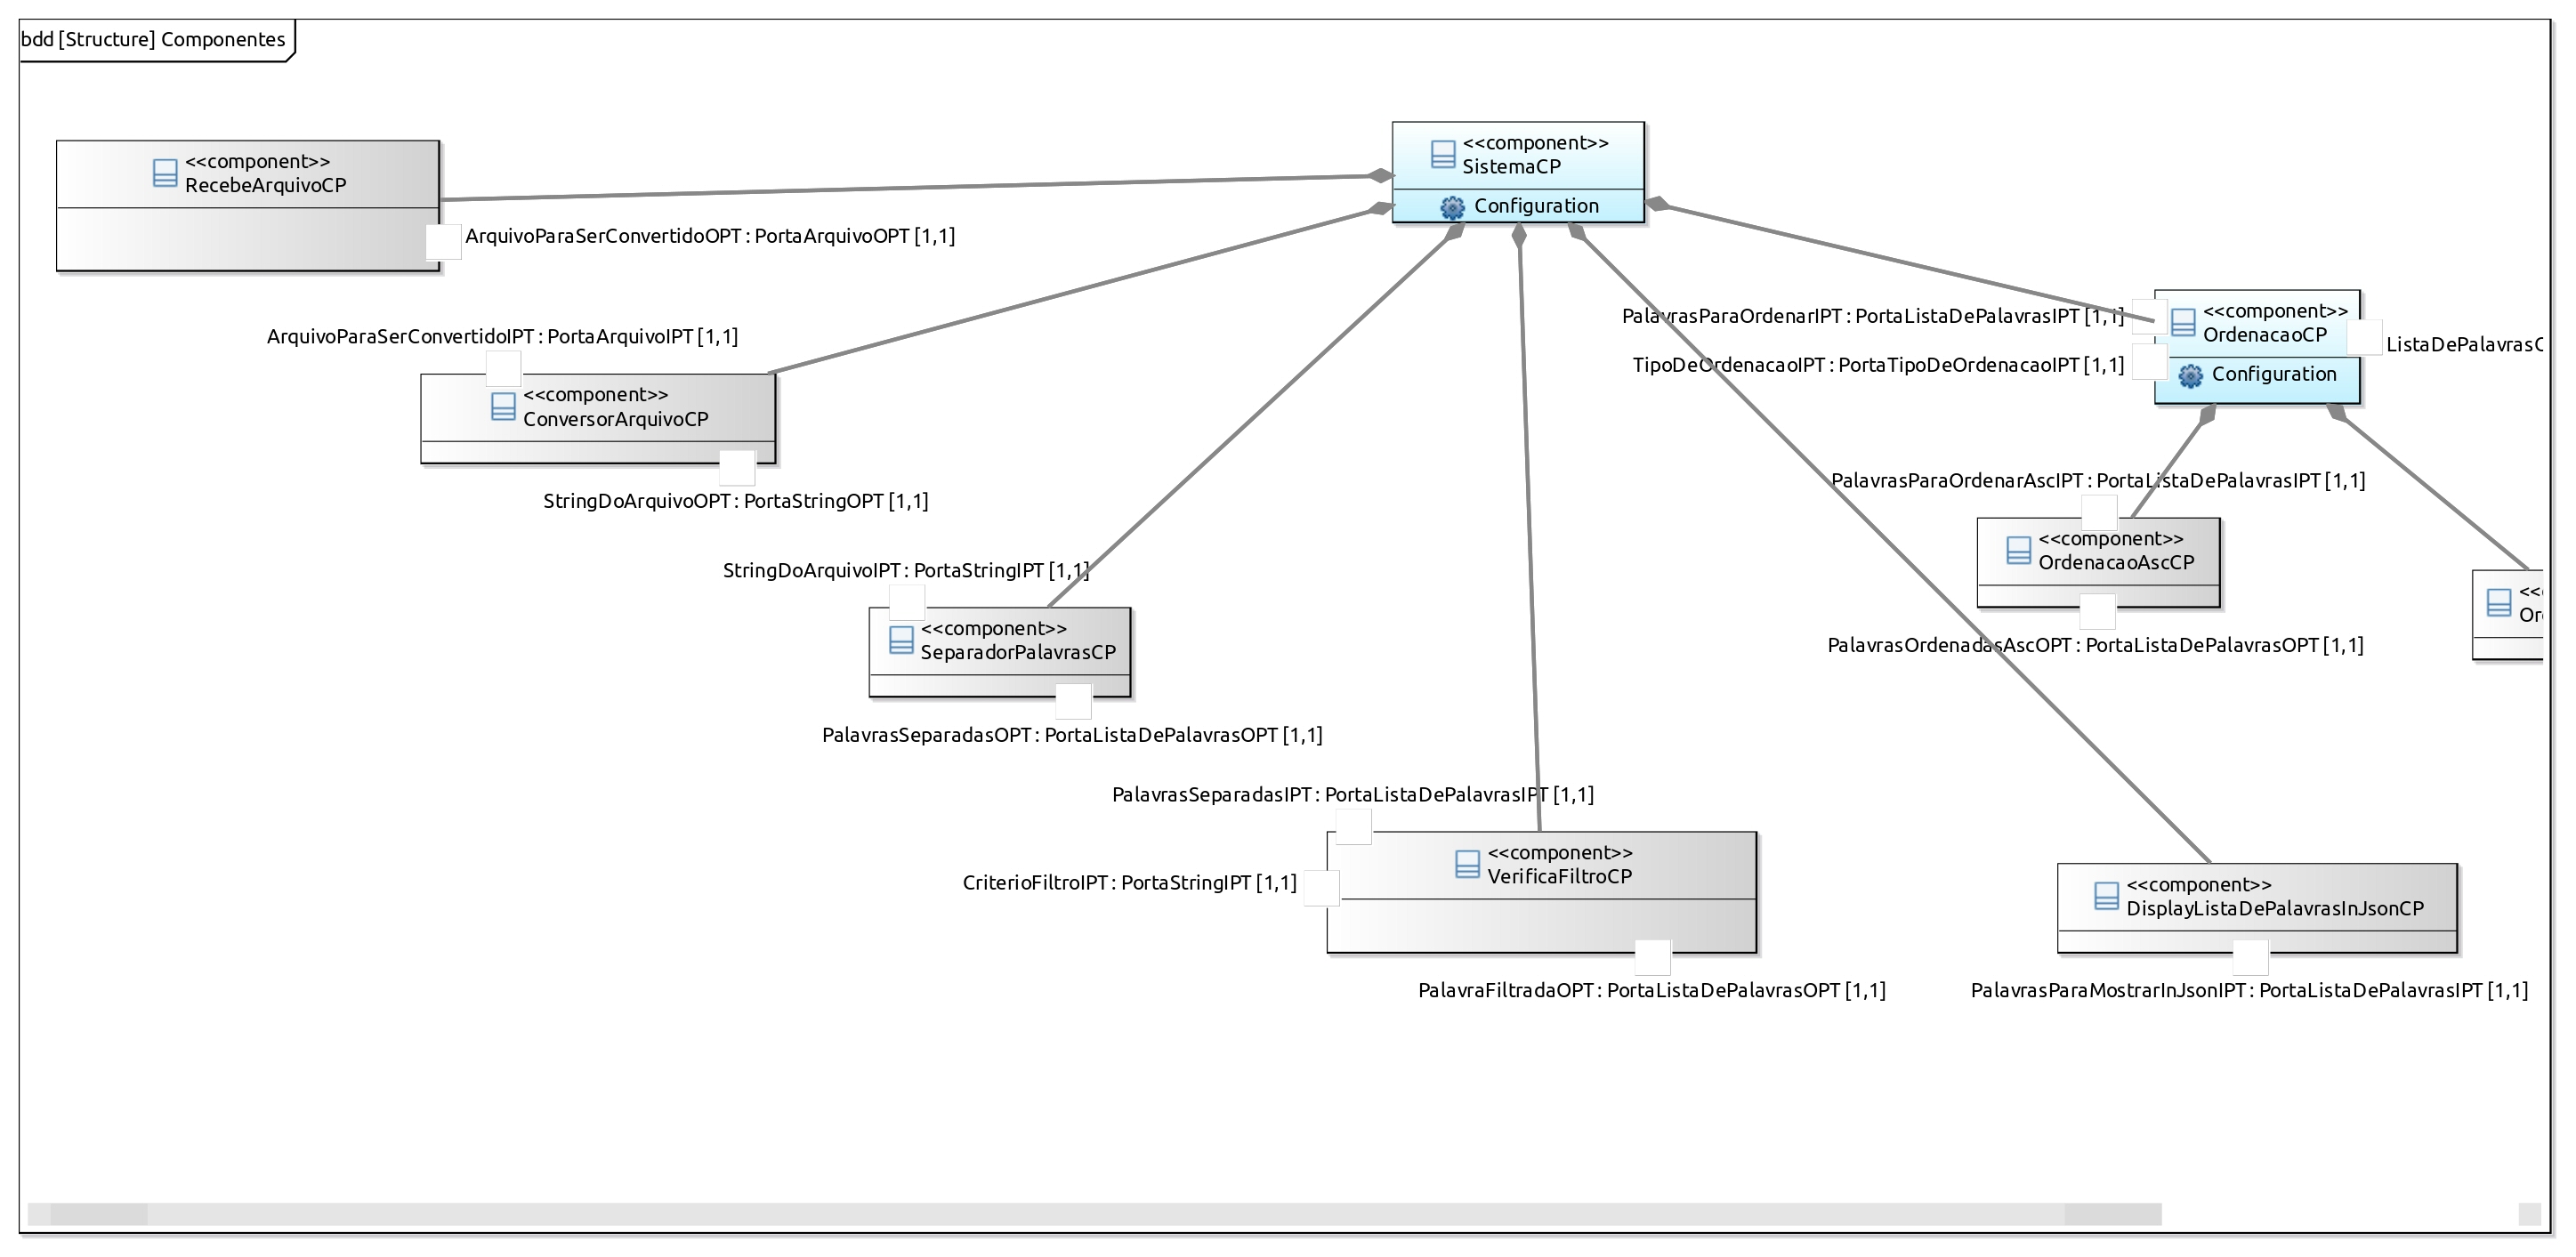 bdd [Structure] Componentes
<<component>>
SistemaCP
Configuration
<<component>>
RecebeArquivoCP
ArquivoParaSerConvertidoOPT : PortaArquivoOPT [1,1]
PalavrasParaOrdenarIPT : PortaListaDePalavrasIPT [1,1]
<<component>>
OrdenacaoCP
TipoDeOrdenacaoIPT : PortaTipoDeOrdenacaoIPT [1,1]
Configuration
ArquivoParaSerConvertidoIPT : PortaArquivoIPT [1,1]
<<component>>
ConversorArquivoCP
StringDoArquivoOPT : PortaStringOPT [1,1]
PalavrasParaOrdenarAscIPT : PortaListaDePalavrasIPT [1,1]
<<component>>
OrdenacaoAscCP
PalavrasOrdenadasAscOPT : PortaListaDePalavrasOPT [1,1]
StringDoArquivoIPT : PortaStringIPT [1,1]
<<component>>
SeparadorPalavrasCP
PalavrasSeparadasOPT : PortaListaDePalavrasOPT [1,1]
PalavrasSeparadasIPT : PortaListaDePalavrasIPT [1,1]
<<component>>
VerificaFiltroCP
CriterioFiltroIPT : PortaStringIPT [1,1]
PalavraFiltradaOPT : PortaListaDePalavrasOPT [1,1]
<<component>>
DisplayListaDePalavrasInJsonCP
PalavrasParaMostrarInJsonIPT : PortaListaDePalavrasIPT [1,1]